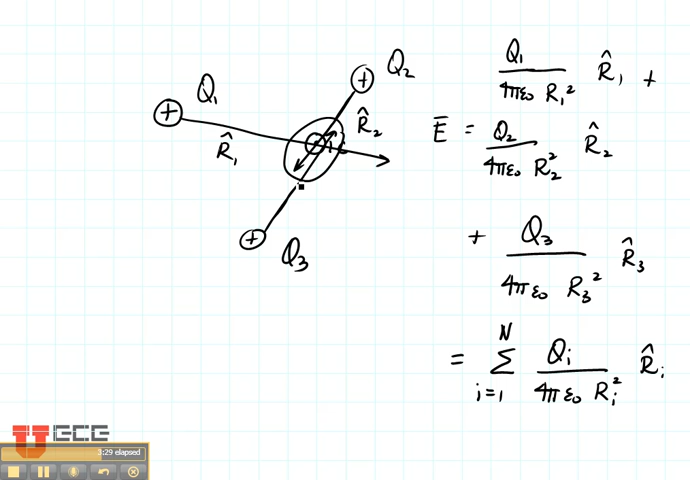 Q₁
Q₂
R̂₁
R̂₂
Q₃
Q₁ / 4πε₀ R₁² R̂₁ +
E̅ = Q₂ / 4πε₀ R₂² R̂₂
+ Q₃ / 4πε₀ R₃² R̂₃
= ∑_{i=1}^{N} Qᵢ / 4πε₀ Rᵢ² R̂ᵢ
U ECE
3:29 elapsed